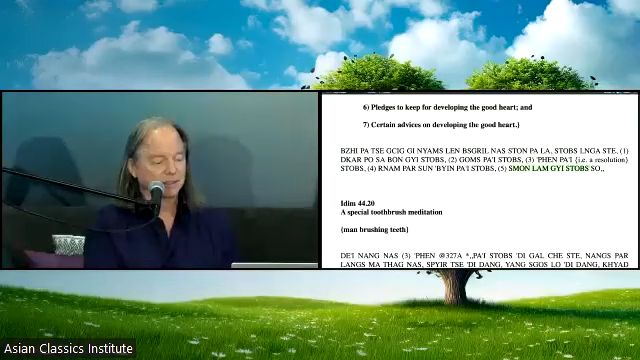 6) Pledges to keep for developing the good heart; and
7) Certain advices on developing the good heart.}
BZHI PA TSE GCIG GI NYAMS LEN BSGRIL NAS STON PA LA, STOBS LNGA STE, (1)
DKAR PO SA BON GYI STOBS, (2) GOMS PA'I STOBS, (3) 'PHEN PA'I {i.e. a resolution}
STOBS, (4) RNAM PAR SUN 'BYIN PA'I STOBS, (5) SMON LAM GYI STOBS SO,,
Idim 44.20
A special toothbrush meditation
{man brushing teeth}
DEI NANG NAS (3) 'PHEN @327A *,,PA'I STOBS 'DI GAL CHE STE, NANGS PAR
LANGS MA THAG NAS, SPYIR TSE 'DI DANG, YANG SGOS LO 'DI DANG, KHYAD
Asian Classics Institute